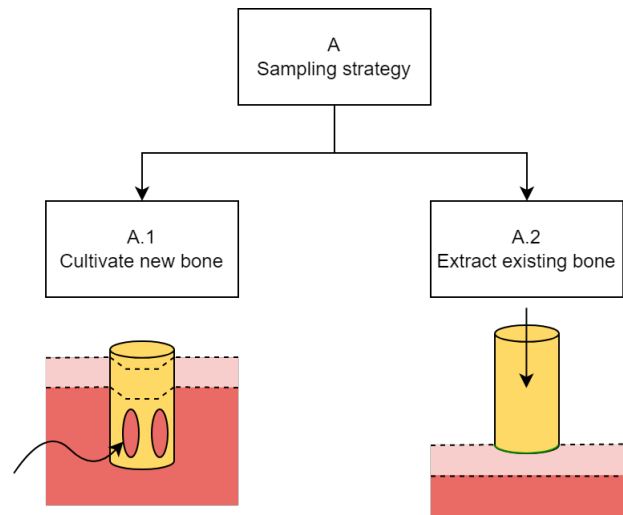 A
Sampling strategy
A.1
Cultivate new bone
A.2
Extract existing bone